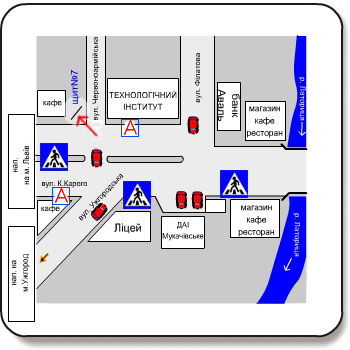 кафе
щит№7
вул. Червоноармійська
ТЕХНОЛОГІЧНИЙ
ІНСТИТУТ
вул. Філатова
банк
Аваль
магазин
кафе
ресторан
р. Латориця
А
нап.
на м. Львів
вул. К.Карого
А
кафе
вул. Ужгородська
Ліцей
ДАІ
Мукачівське
магазин
кафе
ресторан
р. Латориця
нап. на
м.Ужгород